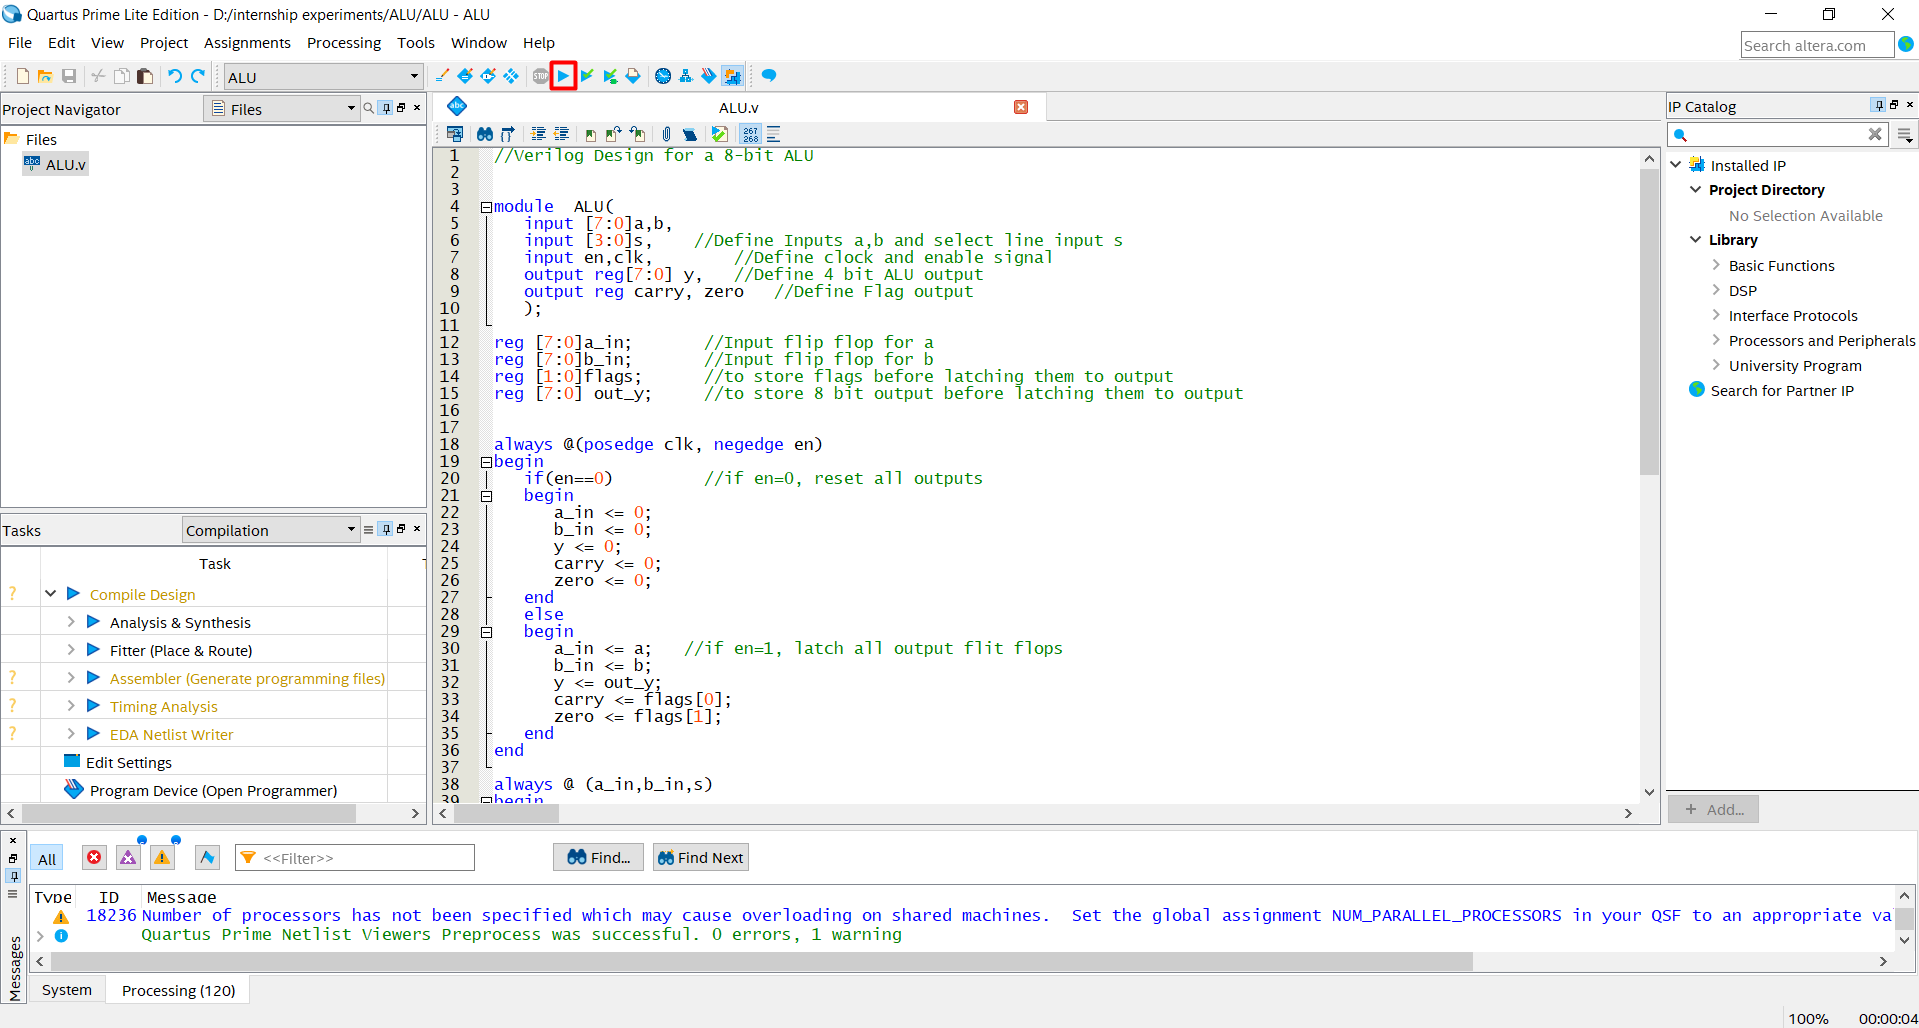 Quartus Prime Lite Edition - D:/internship experiments/ALU/ALU - ALU
File Edit View Project Assignments Processing Tools Window Help
Search altera.com
ALU
STOP
Project Navigator Files
Files
ALU.v
Tasks Compilation
Task
Compile Design
Analysis & Synthesis
Fitter (Place & Route)
Assembler (Generate programming files)
Timing Analysis
EDA Netlist Writer
Edit Settings
Program Device (Open Programmer)
ALU.v
267
268
1 //Verilog Design for a 8-bit ALU
2
3
4 module ALU(
5 input [7:0]a,b,
6 input [3:0]s, //Define Inputs a,b and select line input s
7 input en,clk, //Define clock and enable signal
8 output reg[7:0] y, //Define 4 bit ALU output
9 output reg carry, zero //Define Flag output
10 );
11
12 reg [7:0]a_in; //Input flip flop for a
13 reg [7:0]b_in; //Input flip flop for b
14 reg [1:0]flags; //to store flags before latching them to output
15 reg [7:0] out_y; //to store 8 bit output before latching them to output
16
17
18 always @(posedge clk, negedge en)
19 begin
20 if(en==0) //if en=0, reset all outputs
21 begin
22 a_in <= 0;
23 b_in <= 0;
24 y <= 0;
25 carry <= 0;
26 zero <= 0;
27 end
28 else
29 begin
30 a_in <= a; //if en=1, latch all output flit flops
31 b_in <= b;
32 y <= out_y;
33 carry <= flags[0];
34 zero <= flags[1];
35 end
36 end
37
38 always @ (a_in,b_in,s)
39 begin
IP Catalog
Installed IP
Project Directory
No Selection Available
Library
Basic Functions
DSP
Interface Protocols
Processors and Peripherals
University Program
Search for Partner IP
+ Add...
All <<Filter>> Find... Find Next
Type ID Message
18236 Number of processors has not been specified which may cause overloading on shared machines. Set the global assignment NUM_PARALLEL_PROCESSORS in your QSF to an appropriate va
Quartus Prime Netlist Viewers Preprocess was successful. 0 errors, 1 warning
Messages
System Processing (120)
100% 00:00:04